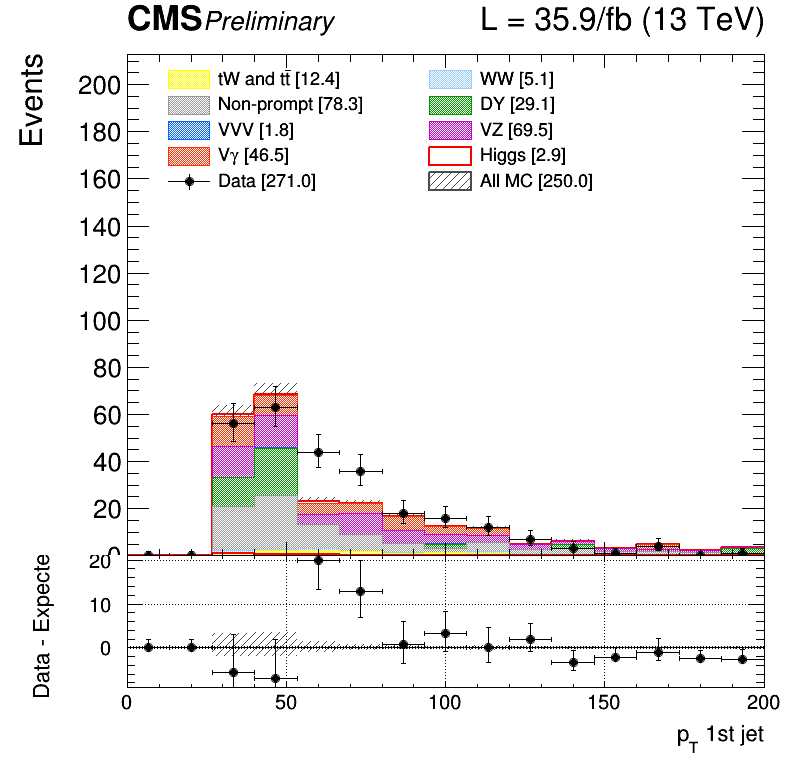 CMS Preliminary L = 35.9/fb (13 TeV)
Events
200
180
160
140
120
100
80
60
40
20
0
tW and tt̄ [12.4] WW [5.1]
Non-prompt [78.3] DY [29.1]
VVV [1.8] VZ [69.5]
Vγ [46.5] Higgs [2.9]
Data [271.0] All MC [250.0]
Data - Expecte
20
10
0
0 50 100 150 200
p_T 1st jet